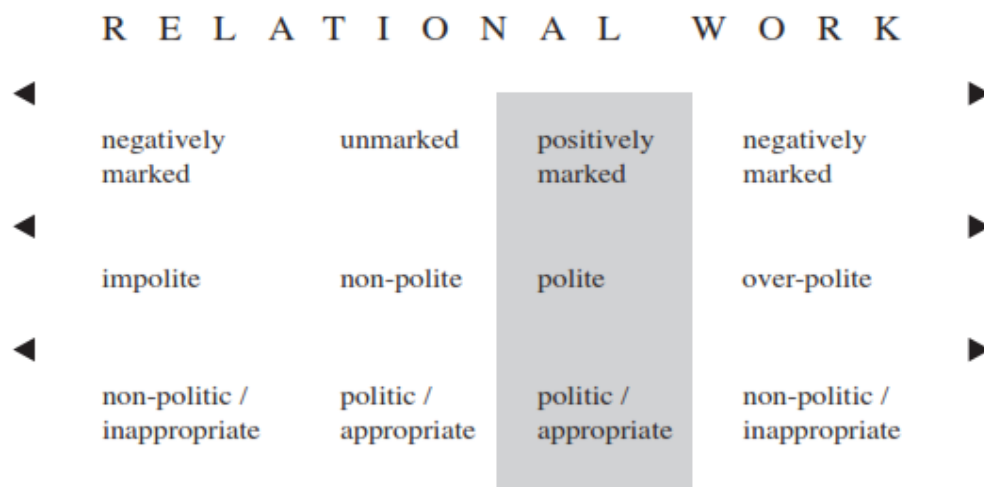 RELATIONAL WORK
negatively marked unmarked positively marked negatively marked
impolite non-polite polite over-polite
non-politic / inappropriate politic / appropriate politic / appropriate non-politic / inappropriate